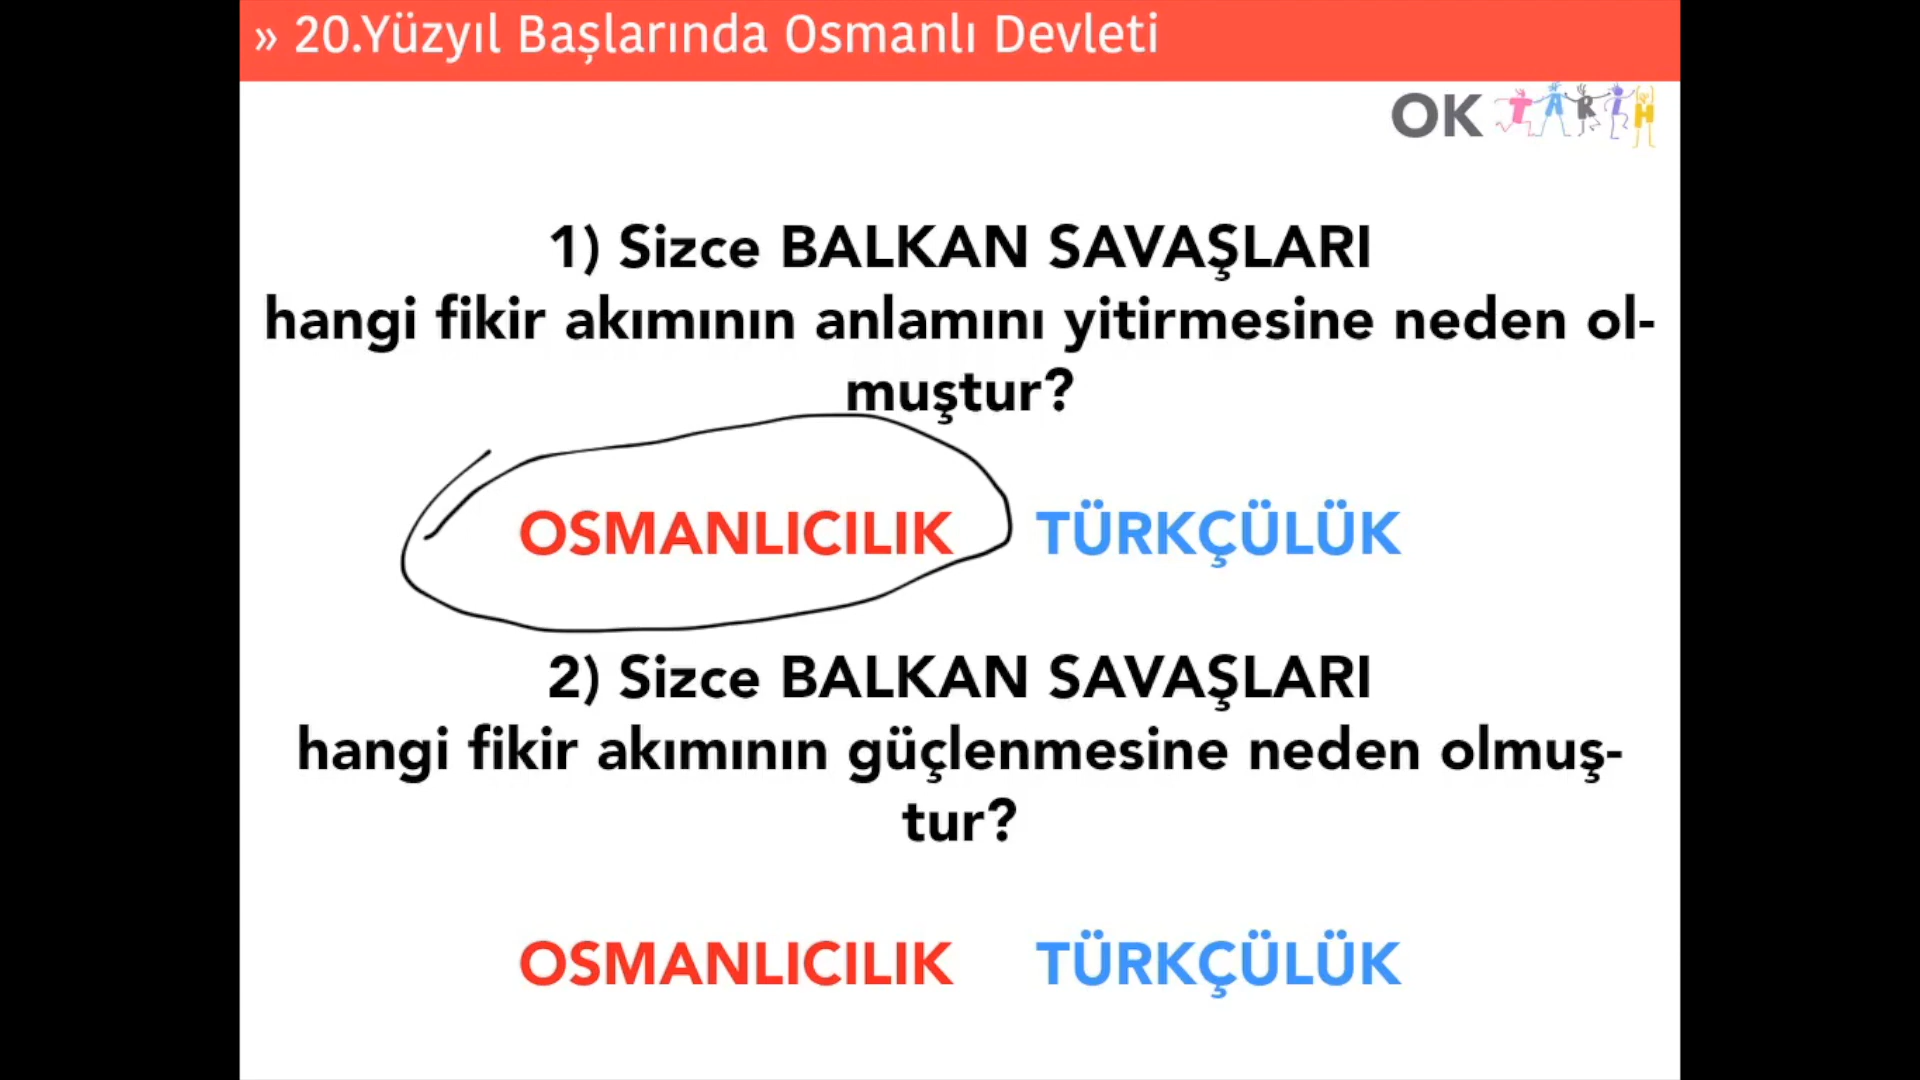 » 20.Yüzyıl Başlarında Osmanlı Devleti
OK TARİH
1) Sizce BALKAN SAVAŞLARI
hangi fikir akımının anlamını yitirmesine neden ol-
muştur?
OSMANLICILIK TÜRKÇÜLÜK
2) Sizce BALKAN SAVAŞLARI
hangi fikir akımının güçlenmesine neden olmuş-
tur?
OSMANLICILIK TÜRKÇÜLÜK